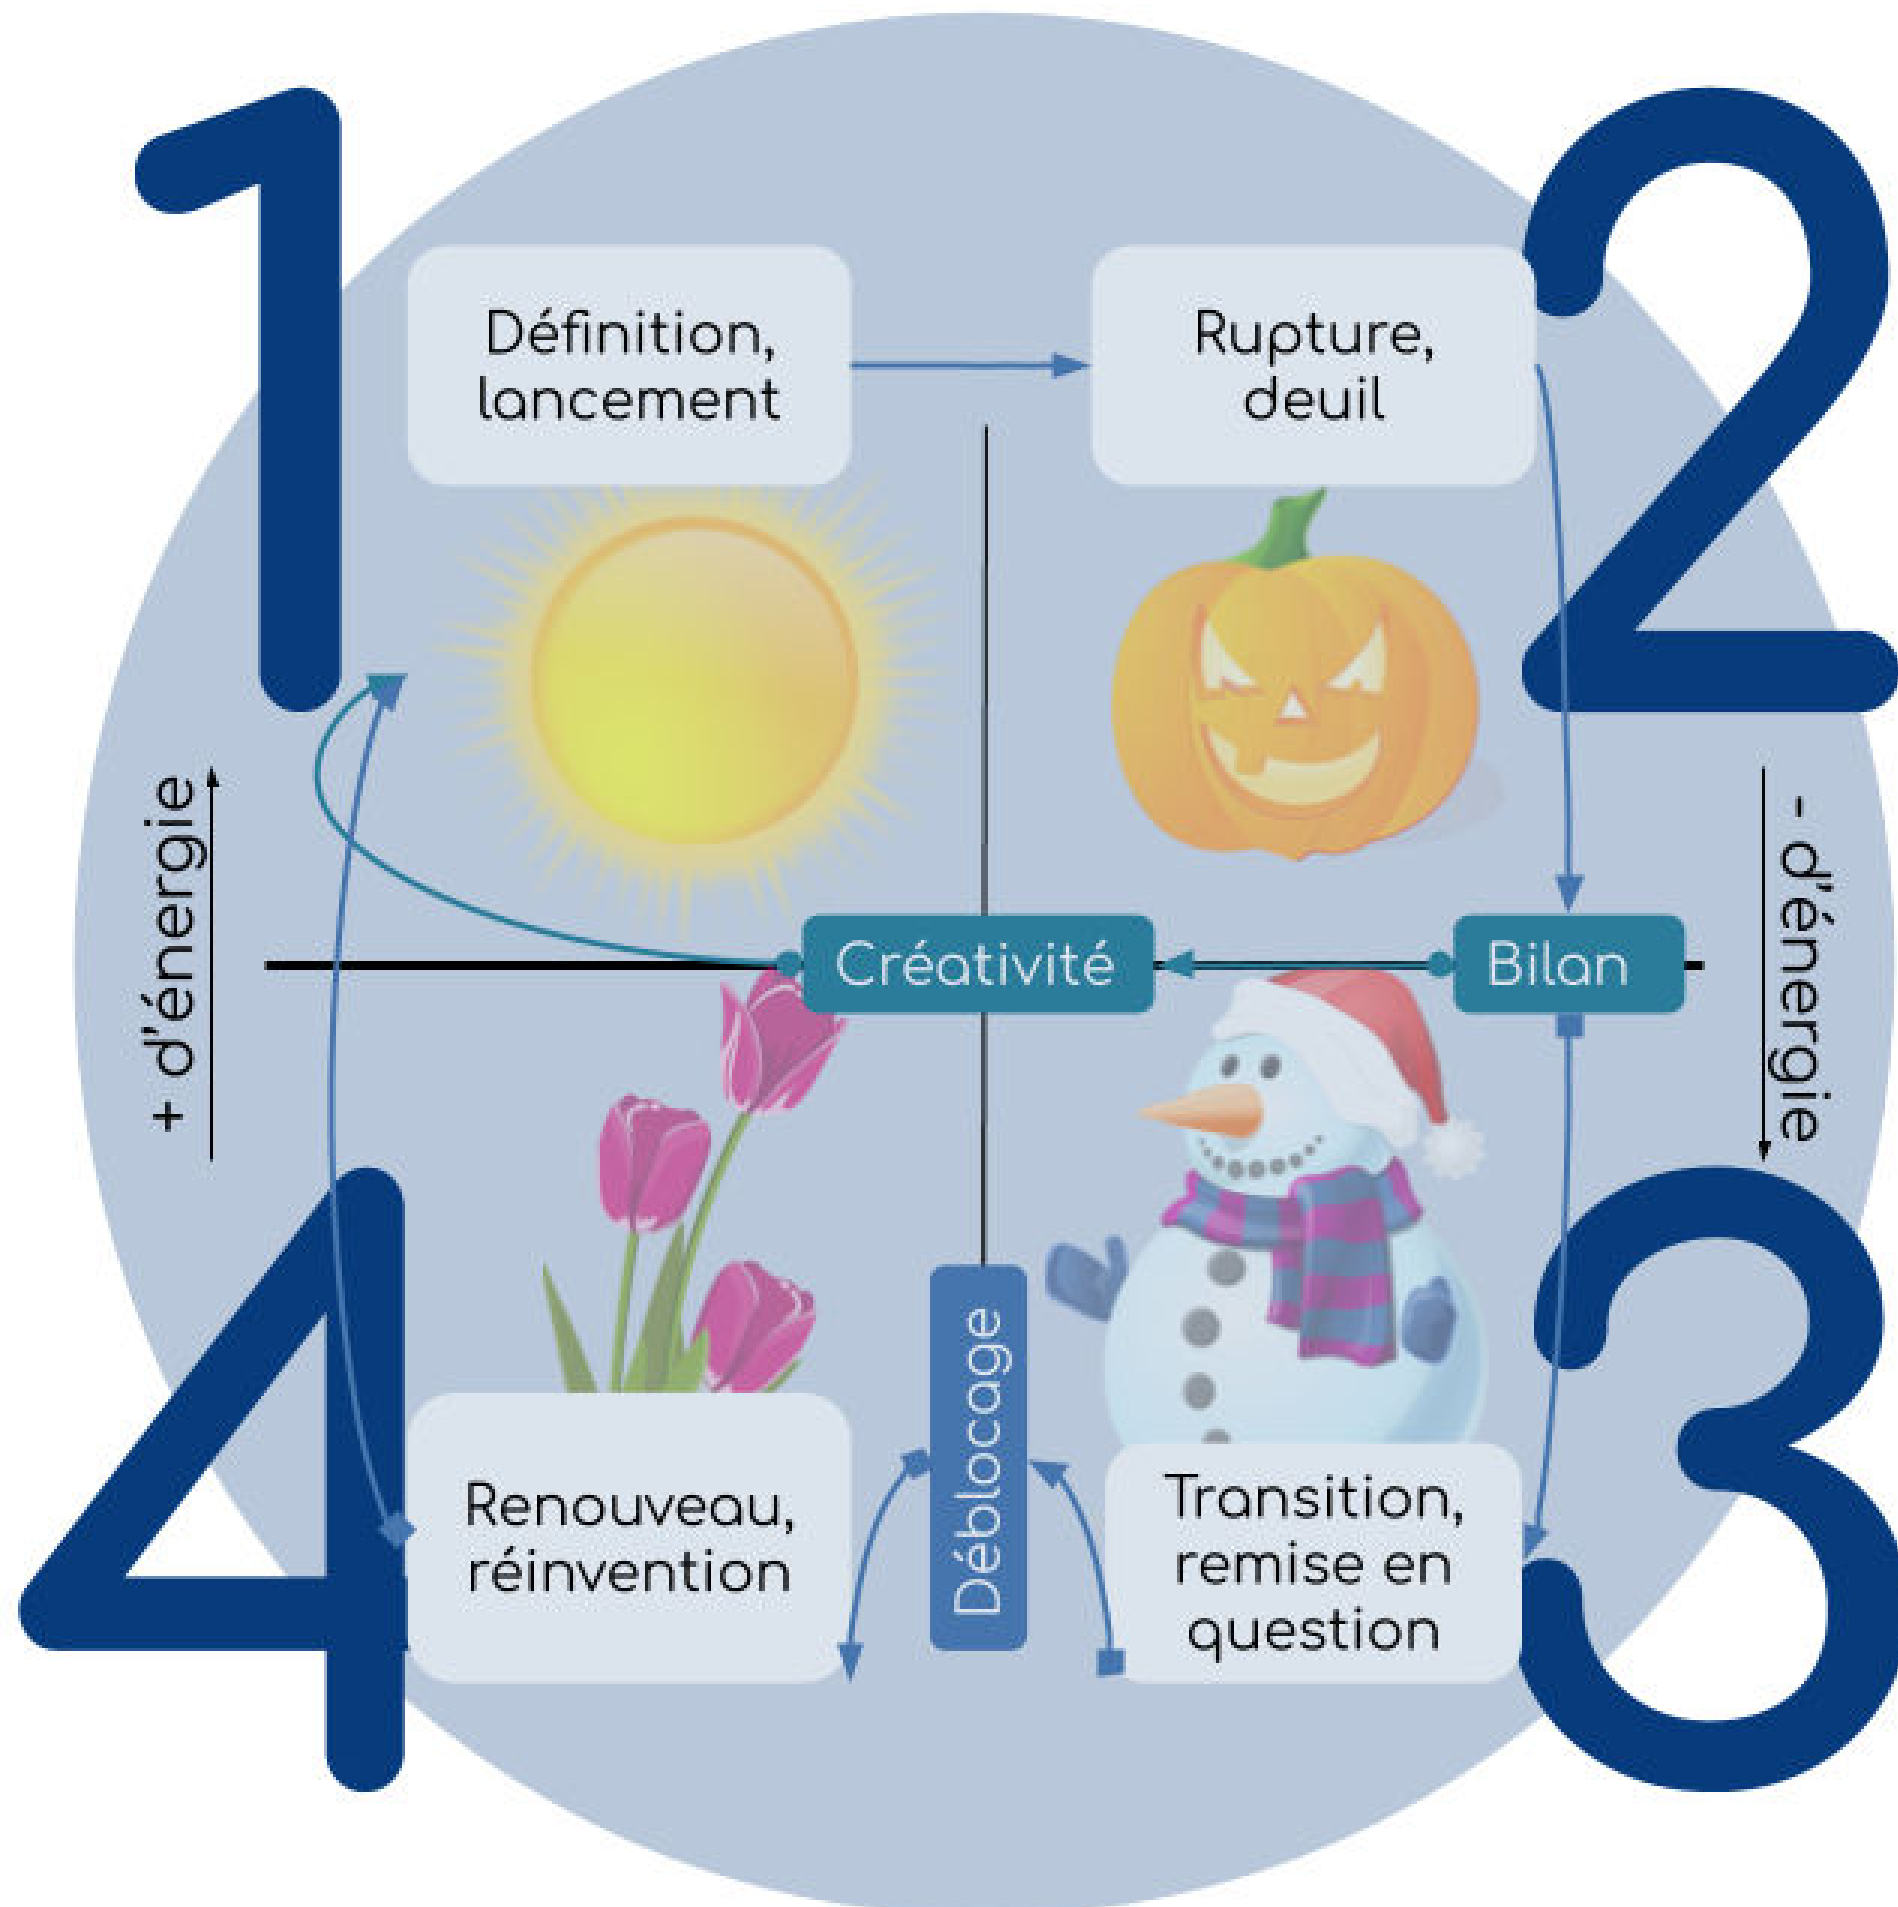 1
2
Définition,
lancement
Rupture,
deuil
+ d'énergie
- d'énergie
Créativité
Bilan
4
3
Déblocage
Renouveau,
réinvention
Transition,
remise en
question